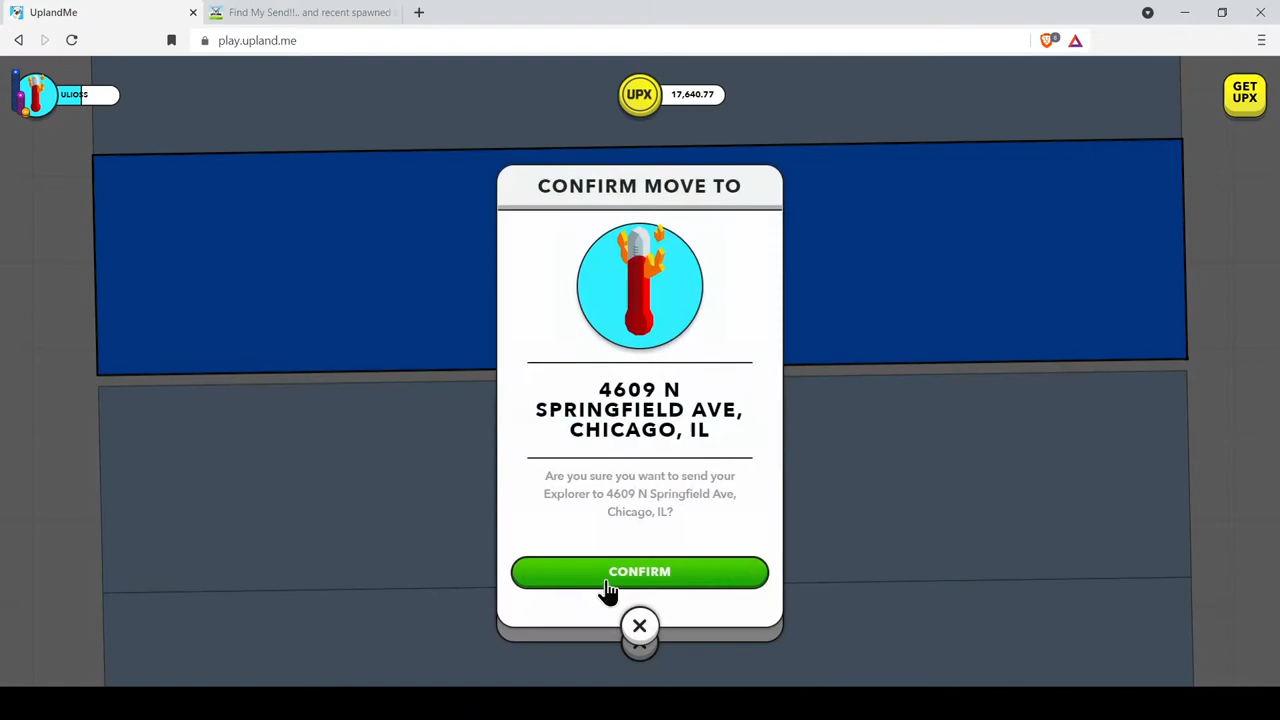 UplandMe
Find My Send!!.. and recent spawned
play.upland.me
6
ULIOSS
UPX
17,640.77
GET
UPX
CONFIRM MOVE TO
4609 N
SPRINGFIELD AVE,
CHICAGO, IL
Are you sure you want to send your
Explorer to 4609 N Springfield Ave,
Chicago, IL?
CONFIRM